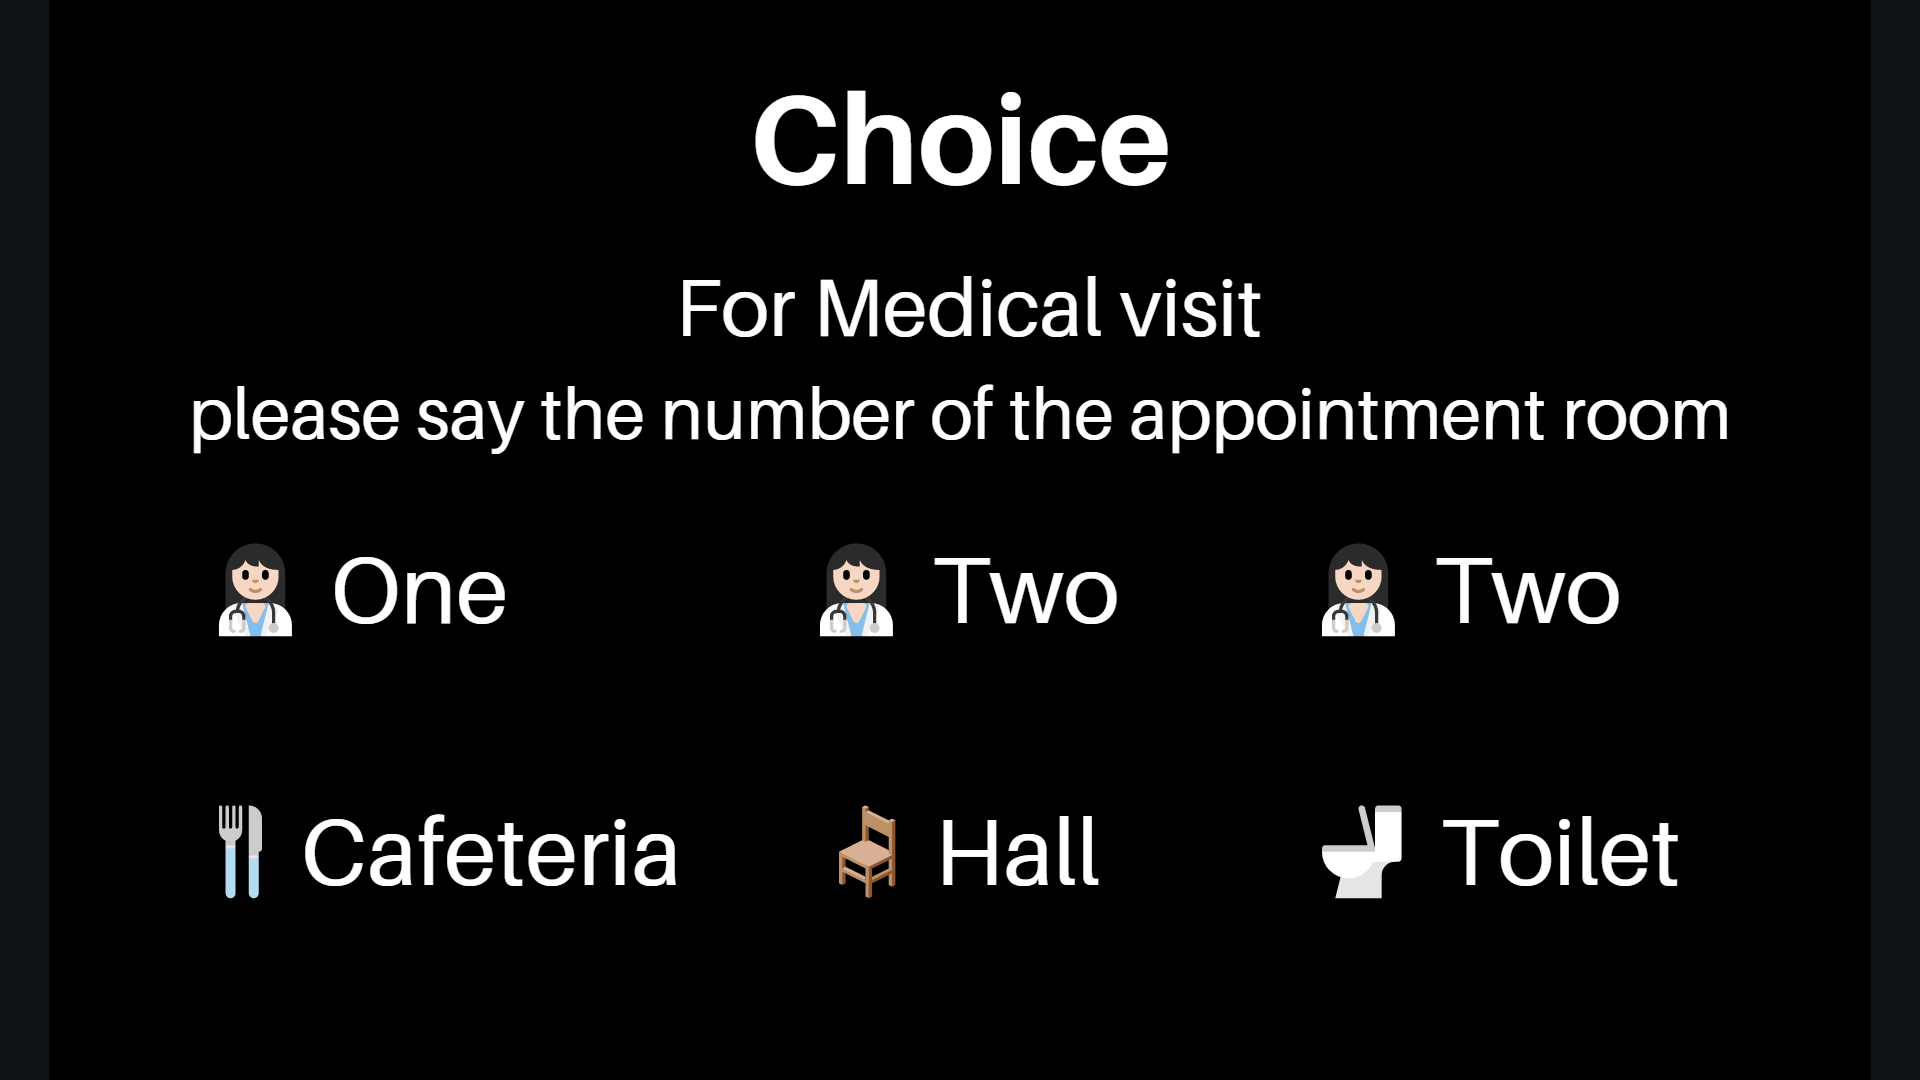 Choice
For Medical visit
please say the number of the appointment room
One Two Two
Cafeteria Hall Toilet